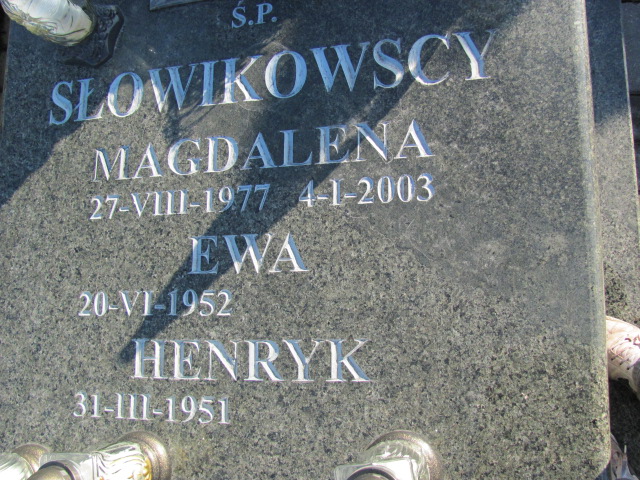 Ś.P.
SŁOWIKOWSCY
MAGDALENA
27-VIII-1977 4-I-2003
EWA
20-VI-1952
HENRYK
31-III-1951